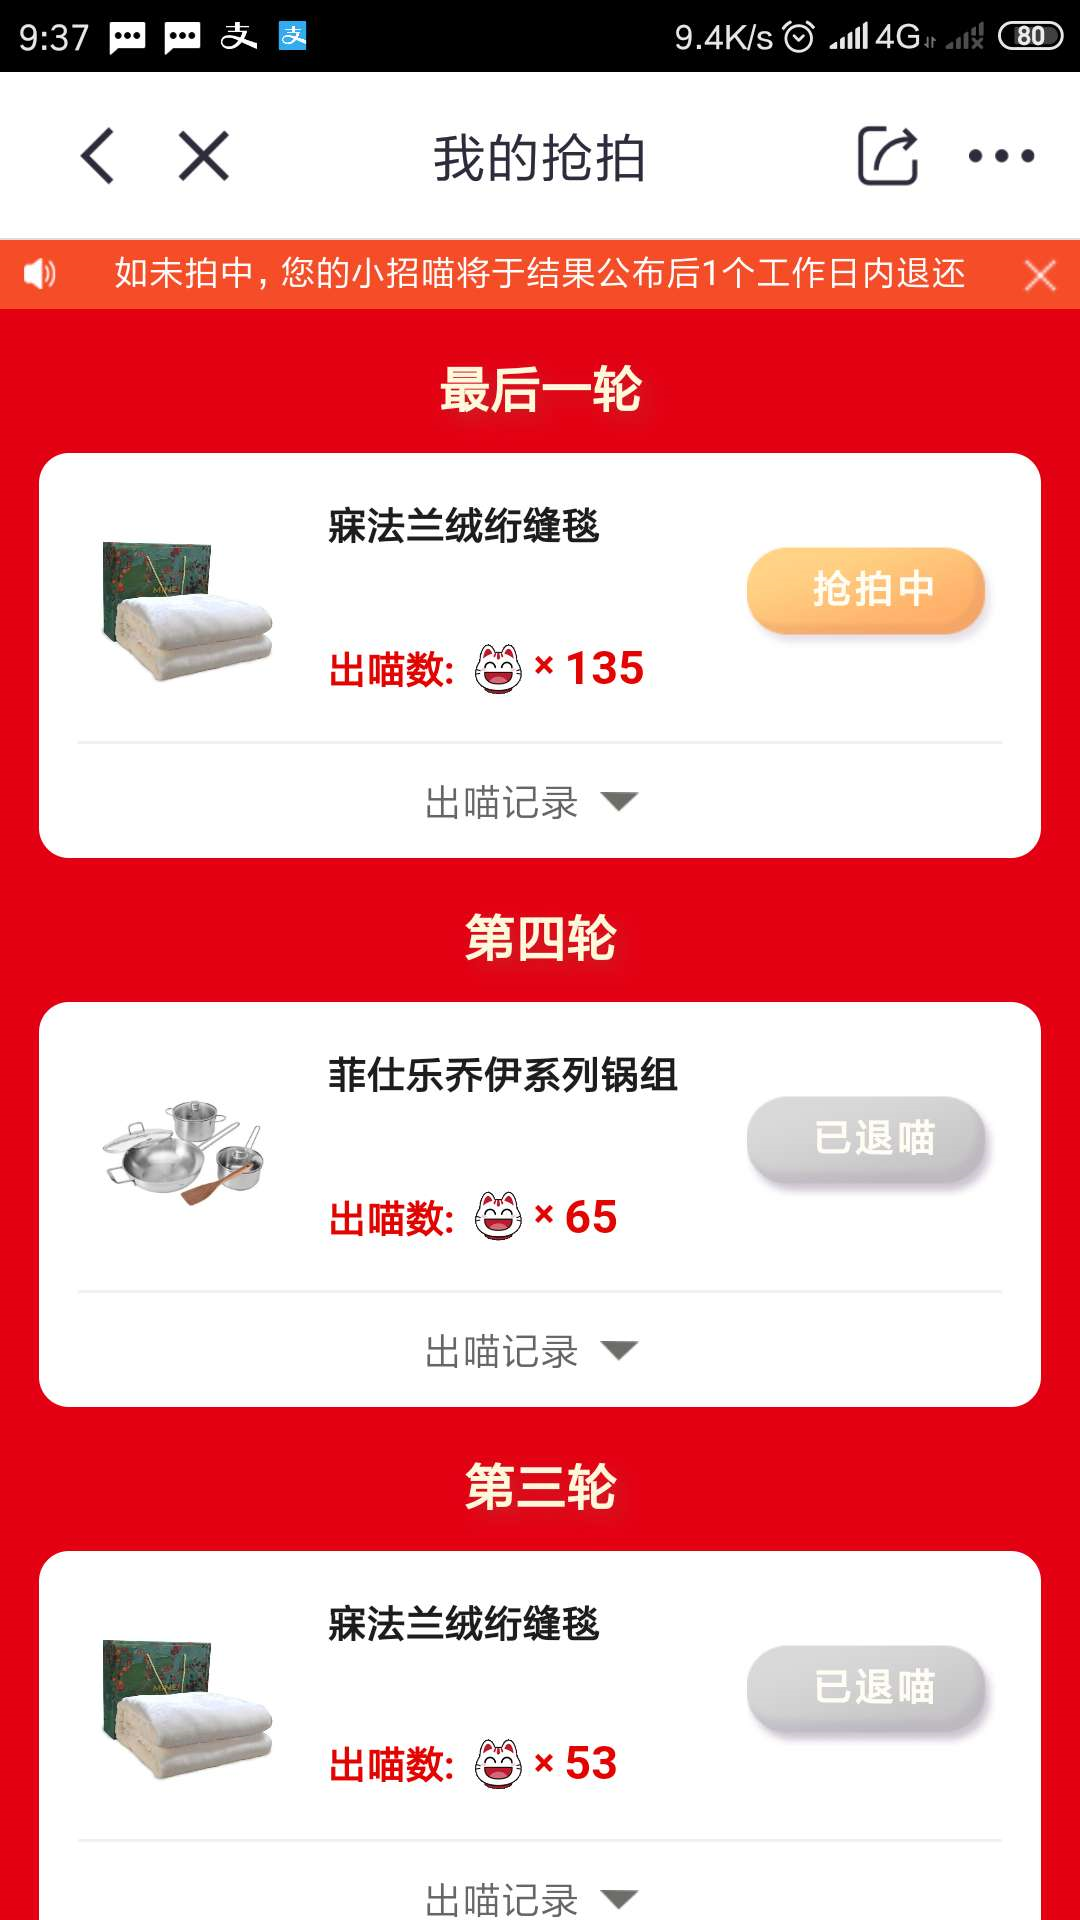 9:37 支 支 9.4K/s 4G 80
我的抢拍
如未拍中，您的小招喵将于结果公布后1个工作日内退还
最后一轮
寐法兰绒绗缝毯
抢拍中
MINE
出喵数: × 135
出喵记录
第四轮
菲仕乐乔伊系列锅组
已退喵
出喵数: × 65
出喵记录
第三轮
寐法兰绒绗缝毯
已退喵
MINE
出喵数: × 53
出喵记录